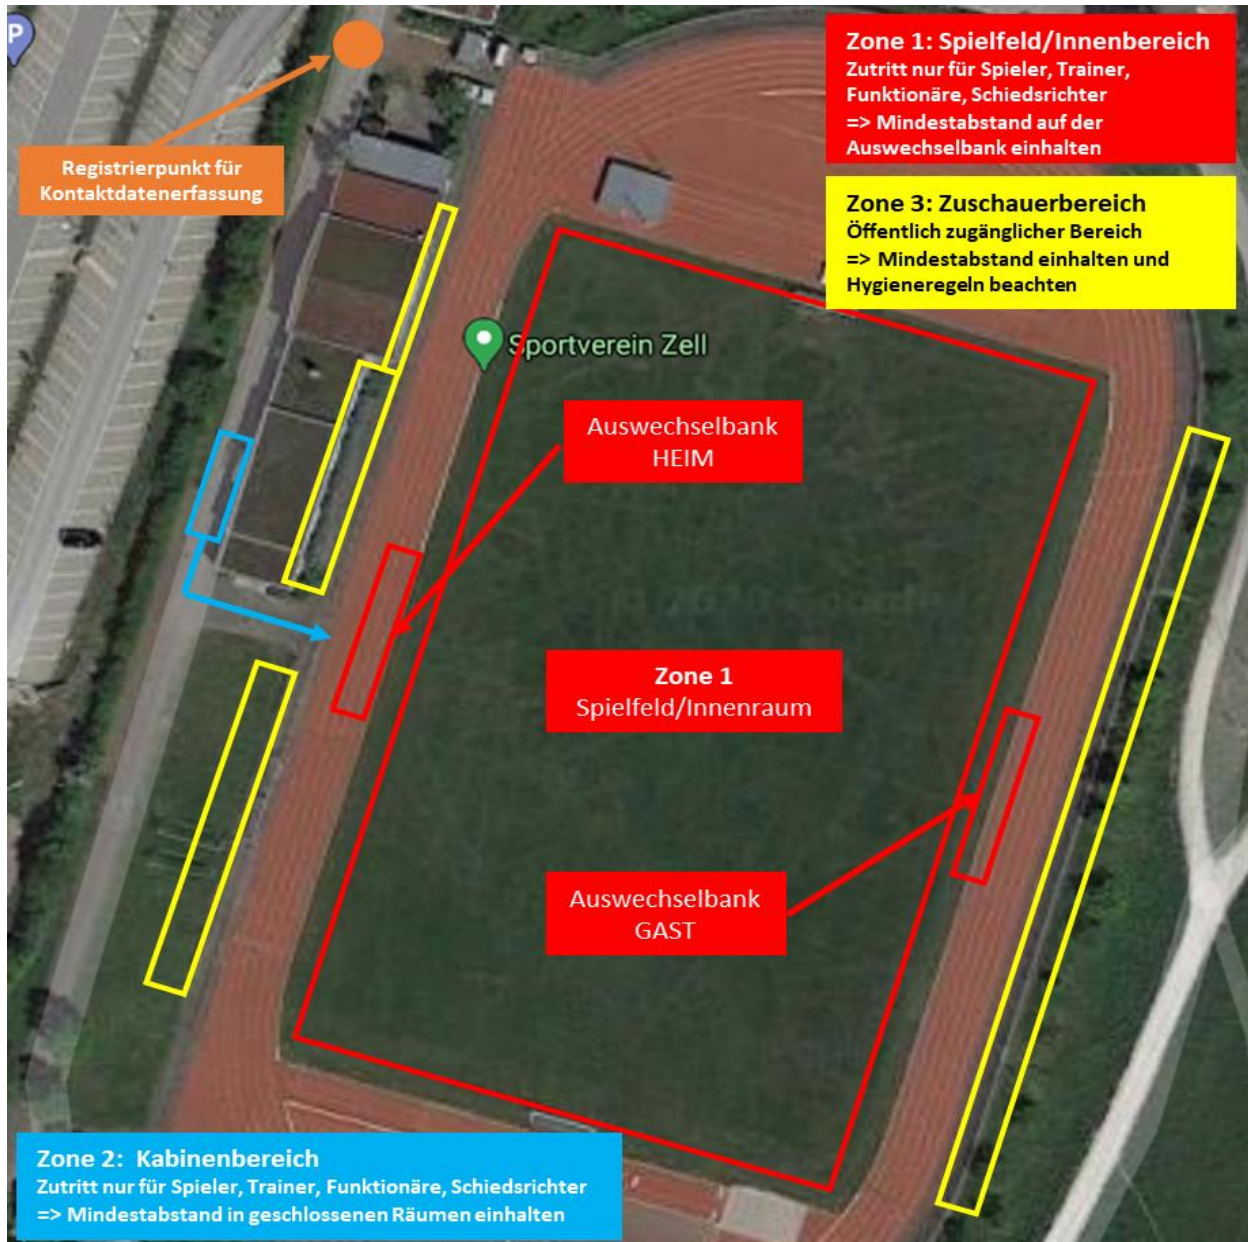 P
Registrierpunkt für
Kontaktdatenerfassung
Zone 1: Spielfeld/Innenbereich
Zutritt nur für Spieler, Trainer,
Funktionäre, Schiedsrichter
=> Mindestabstand auf der
Auswechselbank einhalten
Zone 3: Zuschauerbereich
Öffentlich zugänglicher Bereich
=> Mindestabstand einhalten und
Hygieneregeln beachten
Sportverein Zell
Auswechselbank
HEIM
Zone 1
Spielfeld/Innenraum
Auswechselbank
GAST
Zone 2: Kabinenbereich
Zutritt nur für Spieler, Trainer, Funktionäre, Schiedsrichter
=> Mindestabstand in geschlossenen Räumen einhalten